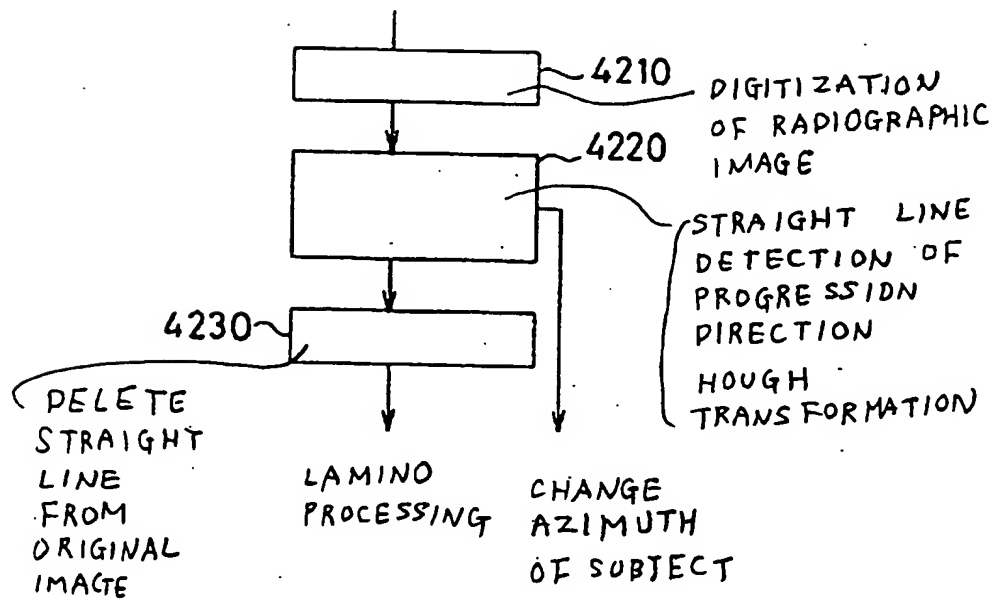 4210
DIGITIZATION
OF RADIOGRAPHIC
IMAGE
4220
STRAIGHT LINE
DETECTION OF
PROGRESSION
DIRECTION
HOUGH
TRANSFORMATION
4230
DELETE
STRAIGHT
LINE
FROM
ORIGINAL
IMAGE
LAMINO
PROCESSING
CHANGE
AZIMUTH
OF SUBJECT